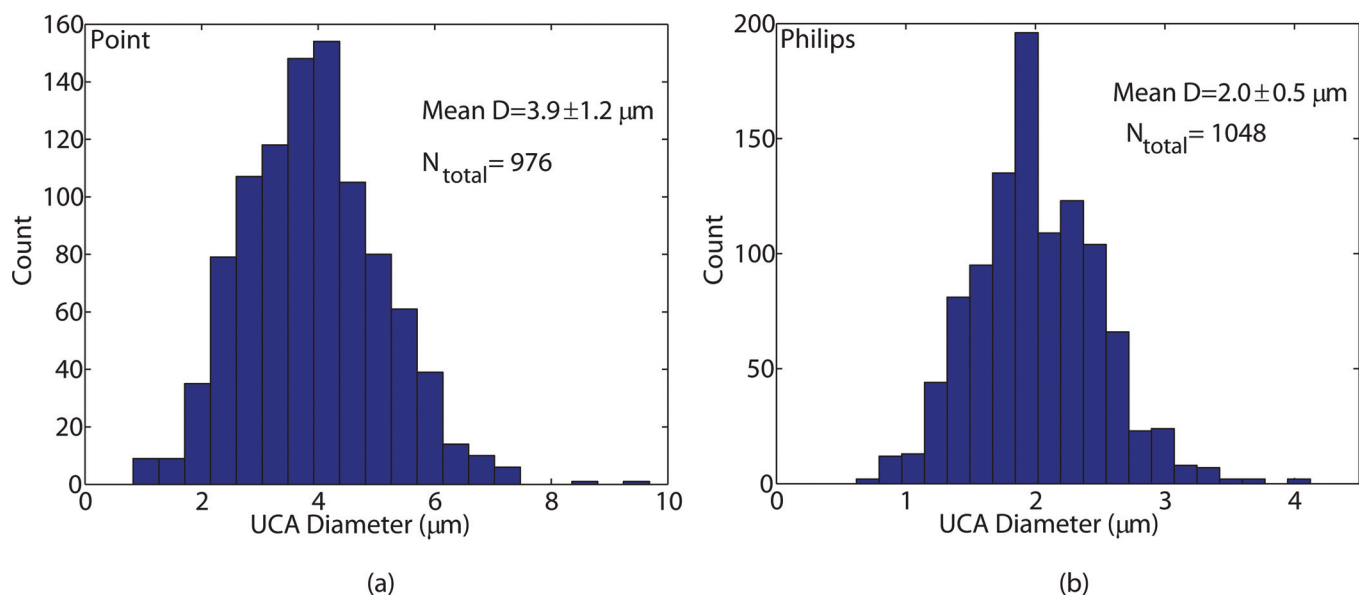 Point
Mean D=3.9±1.2 μm
N_total= 976
160
140
120
100
80
60
40
20
0
Count
0 2 4 6 8 10
UCA Diameter (μm)
(a)
Philips
Mean D=2.0±0.5 μm
N_total= 1048
200
150
100
50
0
Count
0 1 2 3 4
UCA Diameter (μm)
(b)